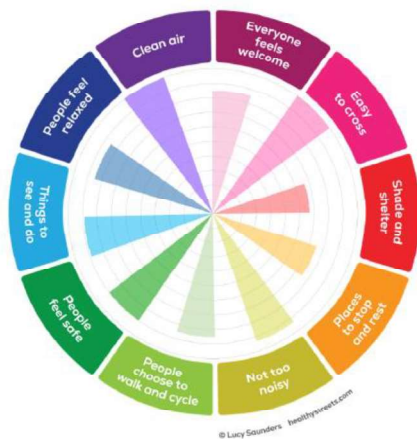 Clean air
Everyone
feels
welcome
Easy
to cross
Shade and
shelter
places
to stop
and rest
Not too
noisy
People
choose to
walk and cycle
People
feel safe
Things to
see and do
People feel
relaxed
© Lucy Saunders healthystreets.com